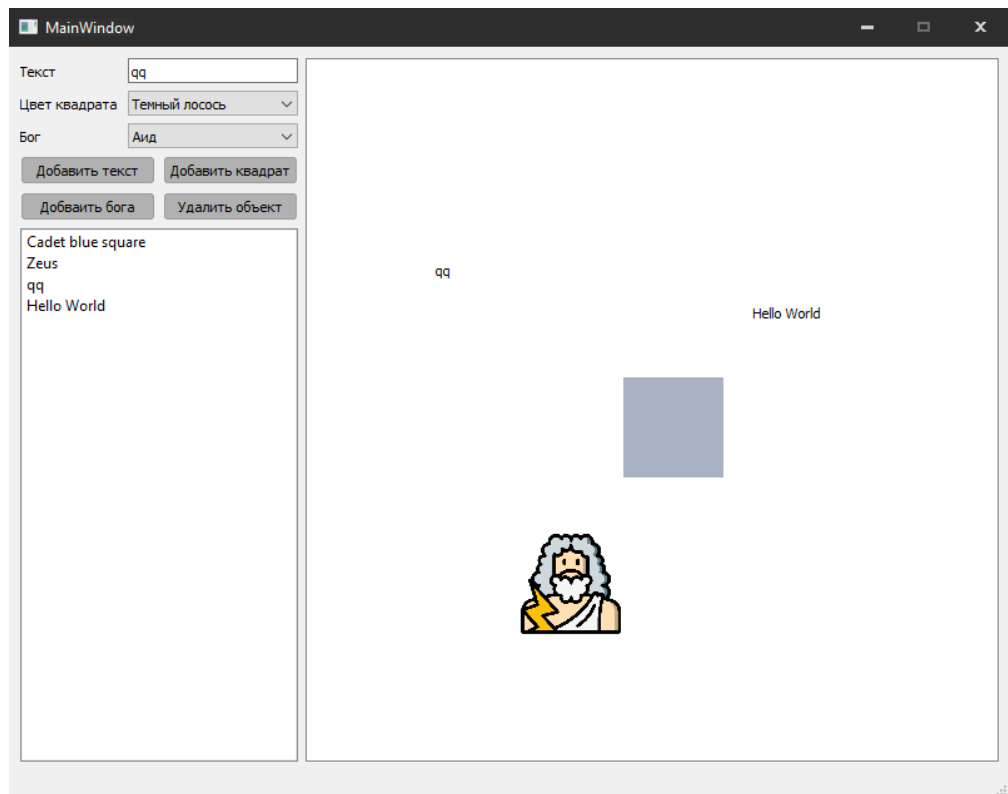 MainWindow
Текст qq
Цвет квадрата Темный лосось
Бог Аид
Добавить текст Добавить квадрат
Добваить бога Удалить объект
Cadet blue square
Zeus
qq
Hello World
qq
Hello World